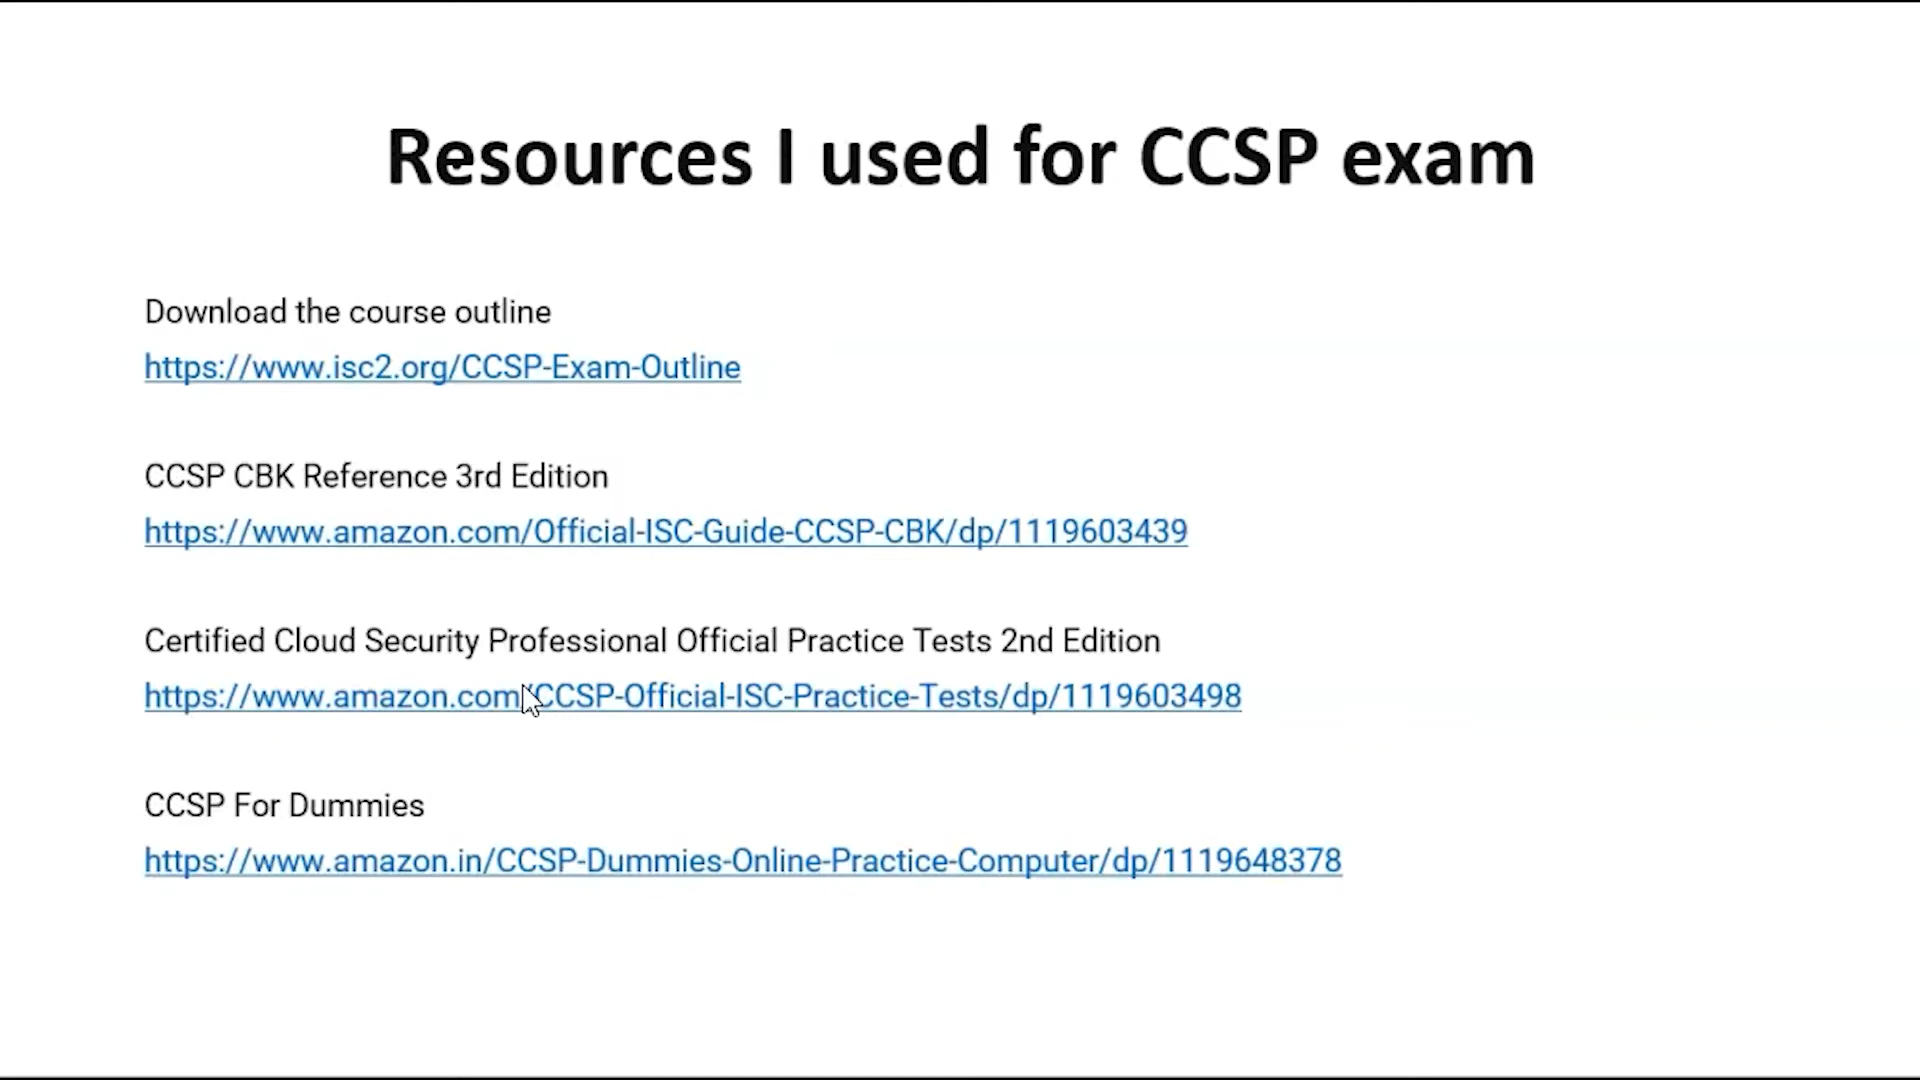 Resources I used for CCSP exam
Download the course outline
https://www.isc2.org/CCSP-Exam-Outline
CCSP CBK Reference 3rd Edition
https://www.amazon.com/Official-ISC-Guide-CCSP-CBK/dp/1119603439
Certified Cloud Security Professional Official Practice Tests 2nd Edition
https://www.amazon.com/CCSP-Official-ISC-Practice-Tests/dp/1119603498
CCSP For Dummies
https://www.amazon.in/CCSP-Dummies-Online-Practice-Computer/dp/1119648378